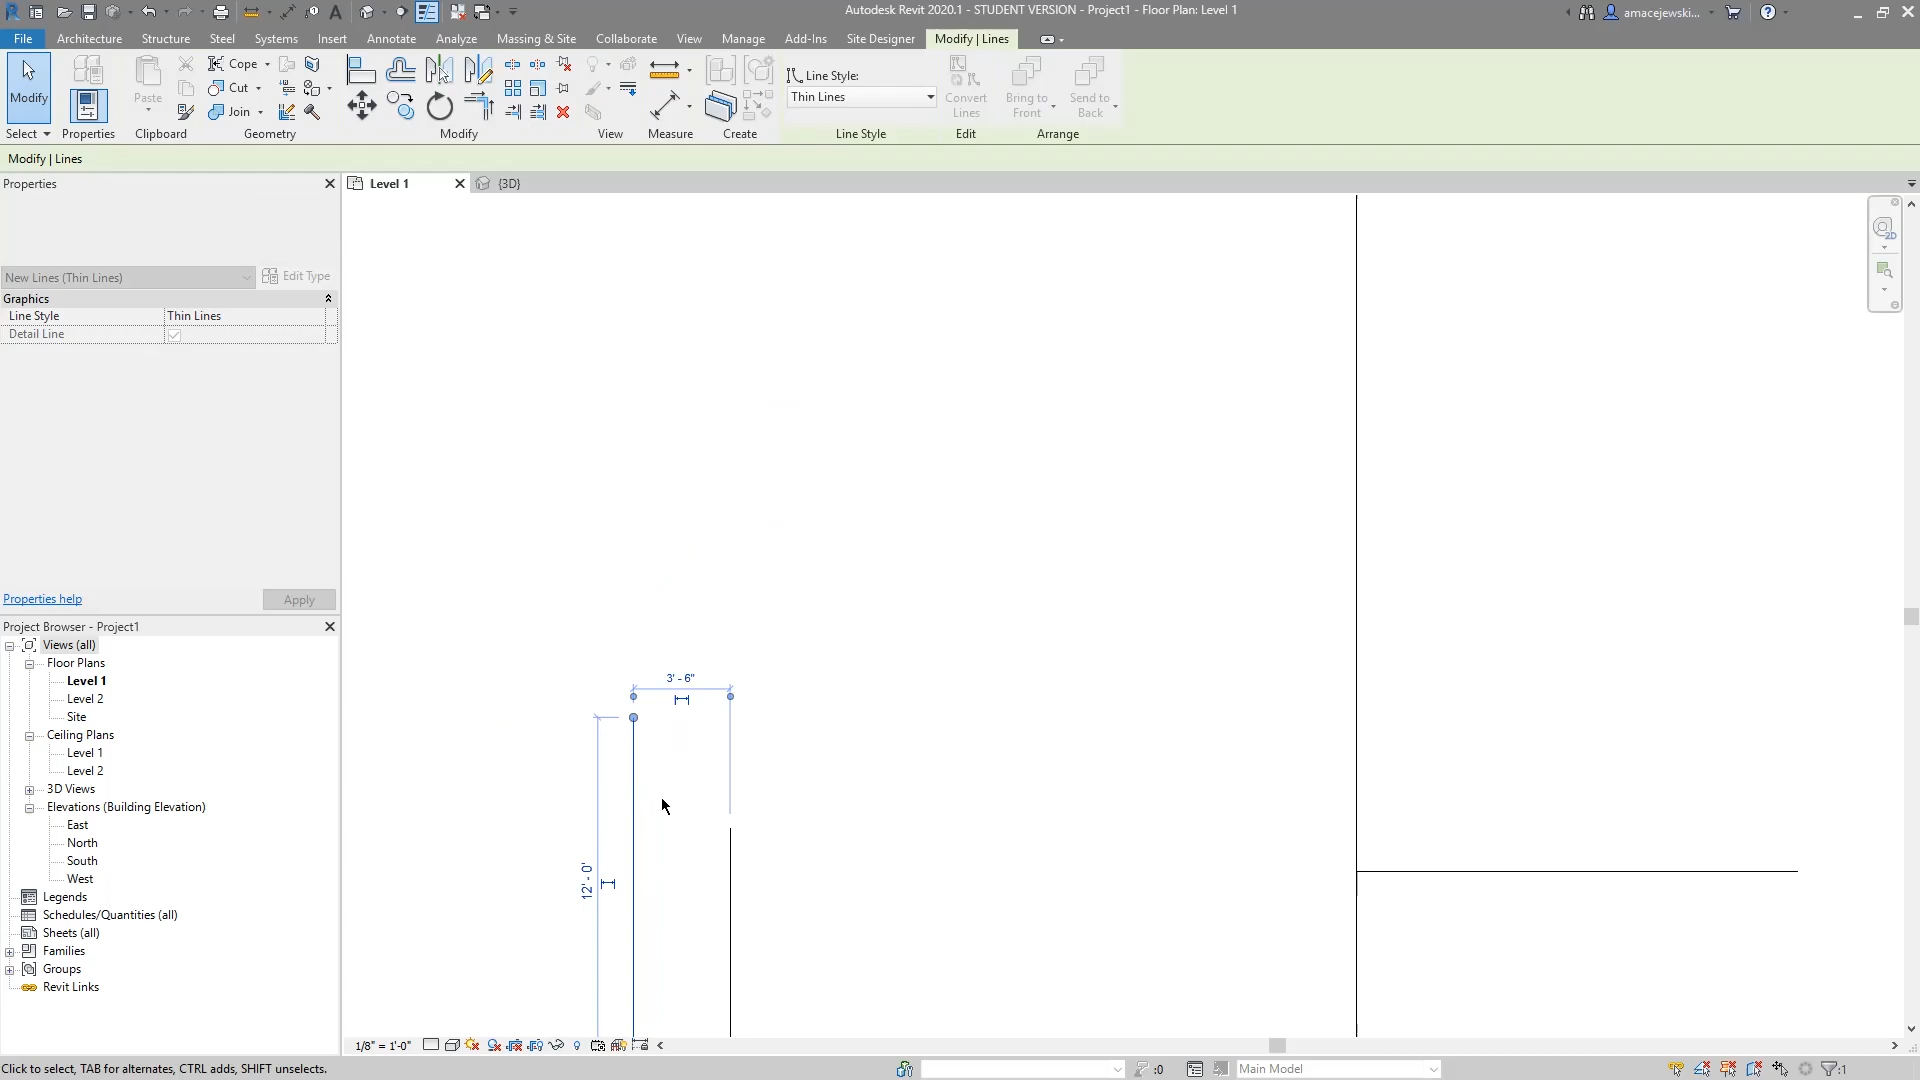 Autodesk Revit 2020.1 - STUDENT VERSION - Project1 - Floor Plan: Level 1
amacejewski...
File Architecture Structure Steel Systems Insert Annotate Analyze Massing & Site Collaborate View Manage Add-Ins Site Designer Modify | Lines
Modify
Paste
Cope
Cut
Join
Line Style:
Thin Lines
Convert Lines
Bring to Front
Send to Back
Select Properties Clipboard Geometry Modify View Measure Create Line Style Edit Arrange
Modify | Lines
Properties
Level 1
{3D}
New Lines (Thin Lines)
Edit Type
Graphics
Line Style Thin Lines
Detail Line
2D
Properties help
Apply
Project Browser - Project1
Views (all)
Floor Plans
Level 1
Level 2
Site
Ceiling Plans
Level 1
Level 2
3D Views
Elevations (Building Elevation)
East
North
South
West
Legends
Schedules/Quantities (all)
Sheets (all)
Families
Groups
Revit Links
3' - 6"
12' - 0"
1/8" = 1'-0"
Click to select, TAB for alternates, CTRL adds, SHIFT unselects.
:0
Main Model
:1